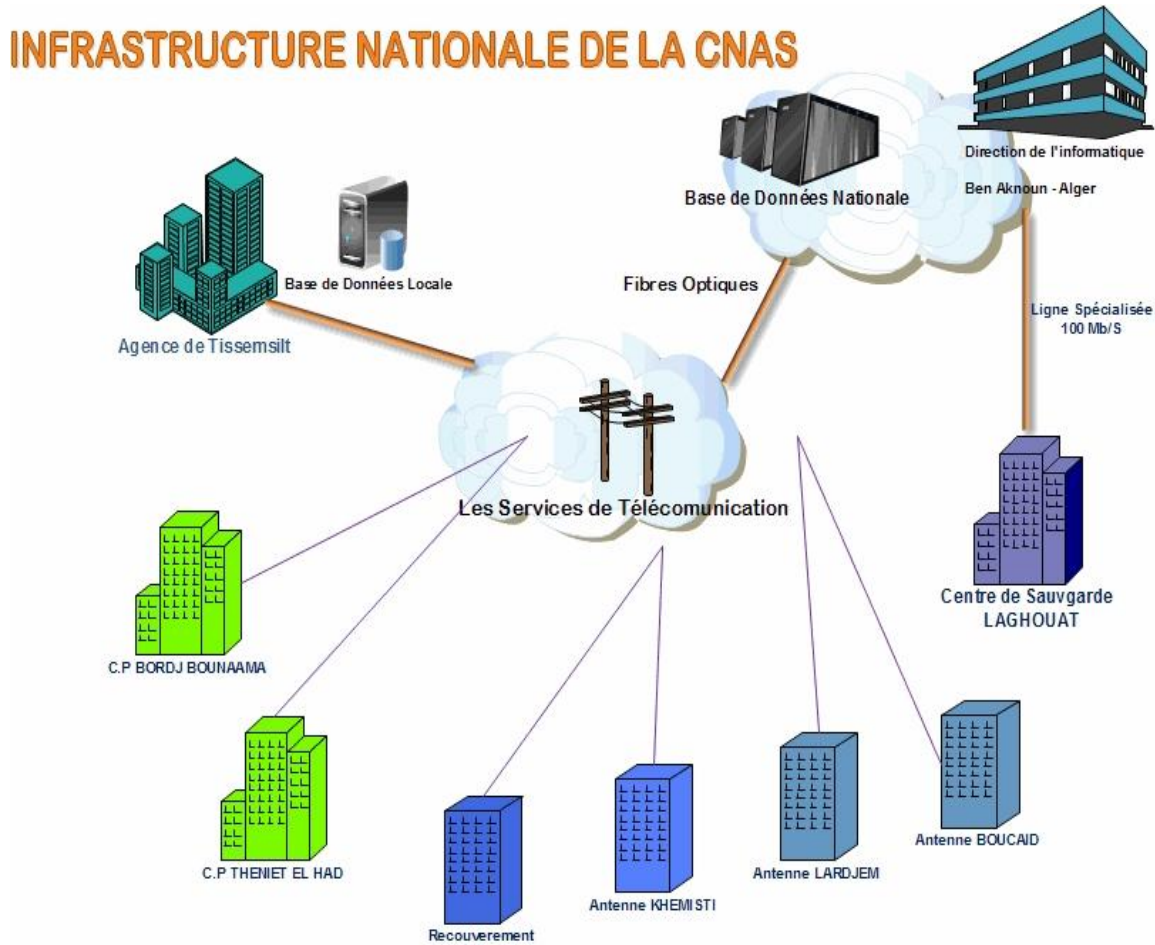 INFRASTRUCTURE NATIONALE DE LA CNAS
Direction de l'informatique
Ben Aknoun - Alger
Base de Données Nationale
Base de Données Locale
Fibres Optiques
Ligne Spécialisée
100 Mb/S
Agence de Tissemsilt
Les Services de Télécomunication
Centre de Sauvgarde
LAGHOUAT
C.P BORDJ BOUNAAMA
C.P THENIET EL HAD
Antenne BOUCAID
Antenne LARDJEM
Antenne KHEMISTI
Recouverement